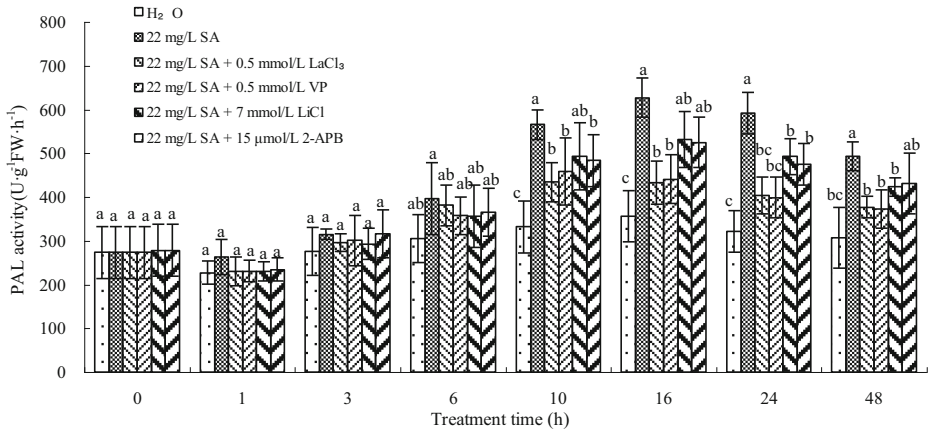 800
700
600
500
400
300
200
100
0
PAL activity(U·g⁻¹FW·h⁻¹)
H₂ O
22 mg/L SA
22 mg/L SA + 0.5 mmol/L LaCl₃
22 mg/L SA + 0.5 mmol/L VP
22 mg/L SA + 7 mmol/L LiCl
22 mg/L SA + 15 µmol/L 2-APB
a a a a a a
a a a a a a
a a a a a a
ab a ab ab ab ab
c a b b ab ab
c a b b ab ab
c a bc bc b b
bc a b b b ab
0 1 3 6 10 16 24 48
Treatment time (h)